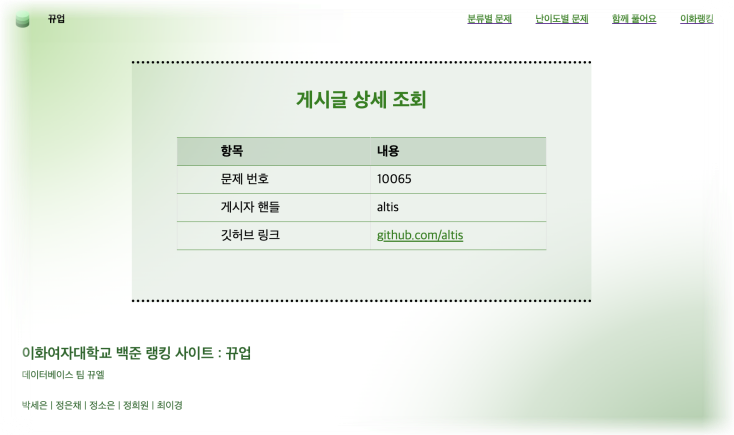 뀨업 분류별 문제 난이도별 문제 함께 풀어요 이화랭킹
게시글 상세 조회
항목 내용
문제 번호 10065
게시자 핸들 altis
깃허브 링크 github.com/altis
이화여자대학교 백준 랭킹 사이트 : 뀨업
데이터베이스 팀 뀨엘
박세은 | 정은채 | 정소은 | 정희원 | 최이경